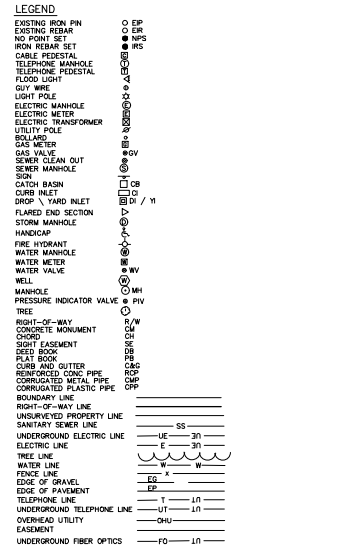 LEGEND
EXISTING IRON PIN EIP
EXISTING REBAR EIR
NO POINT SET NPS
IRON REBAR SET IRS
CABLE PEDESTAL C
TELEPHONE MANHOLE T
TELEPHONE PEDESTAL T
FLOOD LIGHT
GUY WIRE
LIGHT POLE
ELECTRIC MANHOLE E
ELECTRIC METER E
ELECTRIC TRANSFORMER
UTILITY POLE
BOLLARD
GAS METER
GAS VALVE GV
SEWER CLEAN OUT
SEWER MANHOLE S
SIGN
CATCH BASIN CB
CURB INLET CI
DROP \ YARD INLET DI / YI
FLARED END SECTION
STORM MANHOLE D
HANDICAP
FIRE HYDRANT
WATER MANHOLE W
WATER METER W
WATER VALVE WV
WELL W
MANHOLE MH
PRESSURE INDICATOR VALVE PIV
TREE
RIGHT-OF-WAY R/W
CONCRETE MONUMENT CM
CHORD CH
SIGHT EASEMENT SE
DEED BOOK DB
PLAT BOOK PB
CURB AND GUTTER C&G
REINFORCED CONC PIPE RCP
CORRUGATED METAL PIPE CMP
CORRUGATED PLASTIC PIPE CPP
BOUNDARY LINE
RIGHT-OF-WAY LINE
UNSURVEYED PROPERTY LINE
SANITARY SEWER LINE SS
UNDERGROUND ELECTRIC LINE UE UE
ELECTRIC LINE E UE
TREE LINE
WATER LINE W W
FENCE LINE X
EDGE OF GRAVEL EG
EDGE OF PAVEMENT EP
TELEPHONE LINE T UT
UNDERGROUND TELEPHONE LINE UT UT
OVERHEAD UTILITY OHU
EASEMENT
UNDERGROUND FIBER OPTICS FO UT